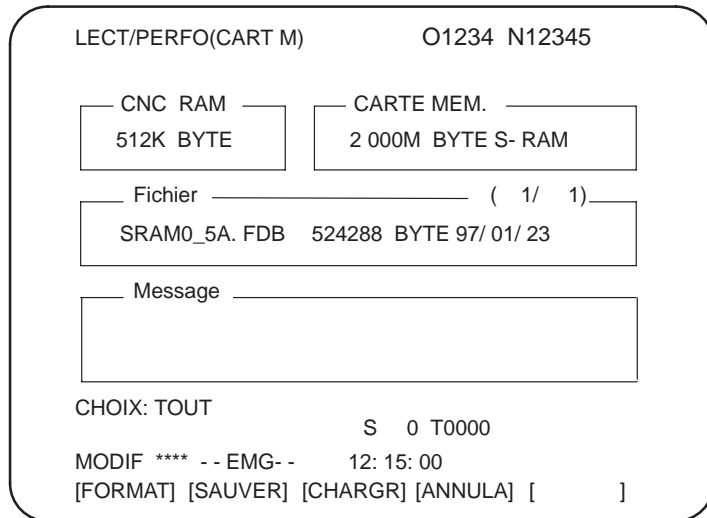 LECT/PERFO(CART M) O1234 N12345
CNC RAM CARTE MEM.
512K BYTE 2 000M BYTE S- RAM
Fichier ( 1/ 1)
SRAM0_5A. FDB 524288 BYTE 97/ 01/ 23
Message
CHOIX: TOUT
S 0 T0000
MODIF **** - - EMG- - 12: 15: 00
[FORMAT] [SAUVER] [CHARGR] [ANNULA] [ ]